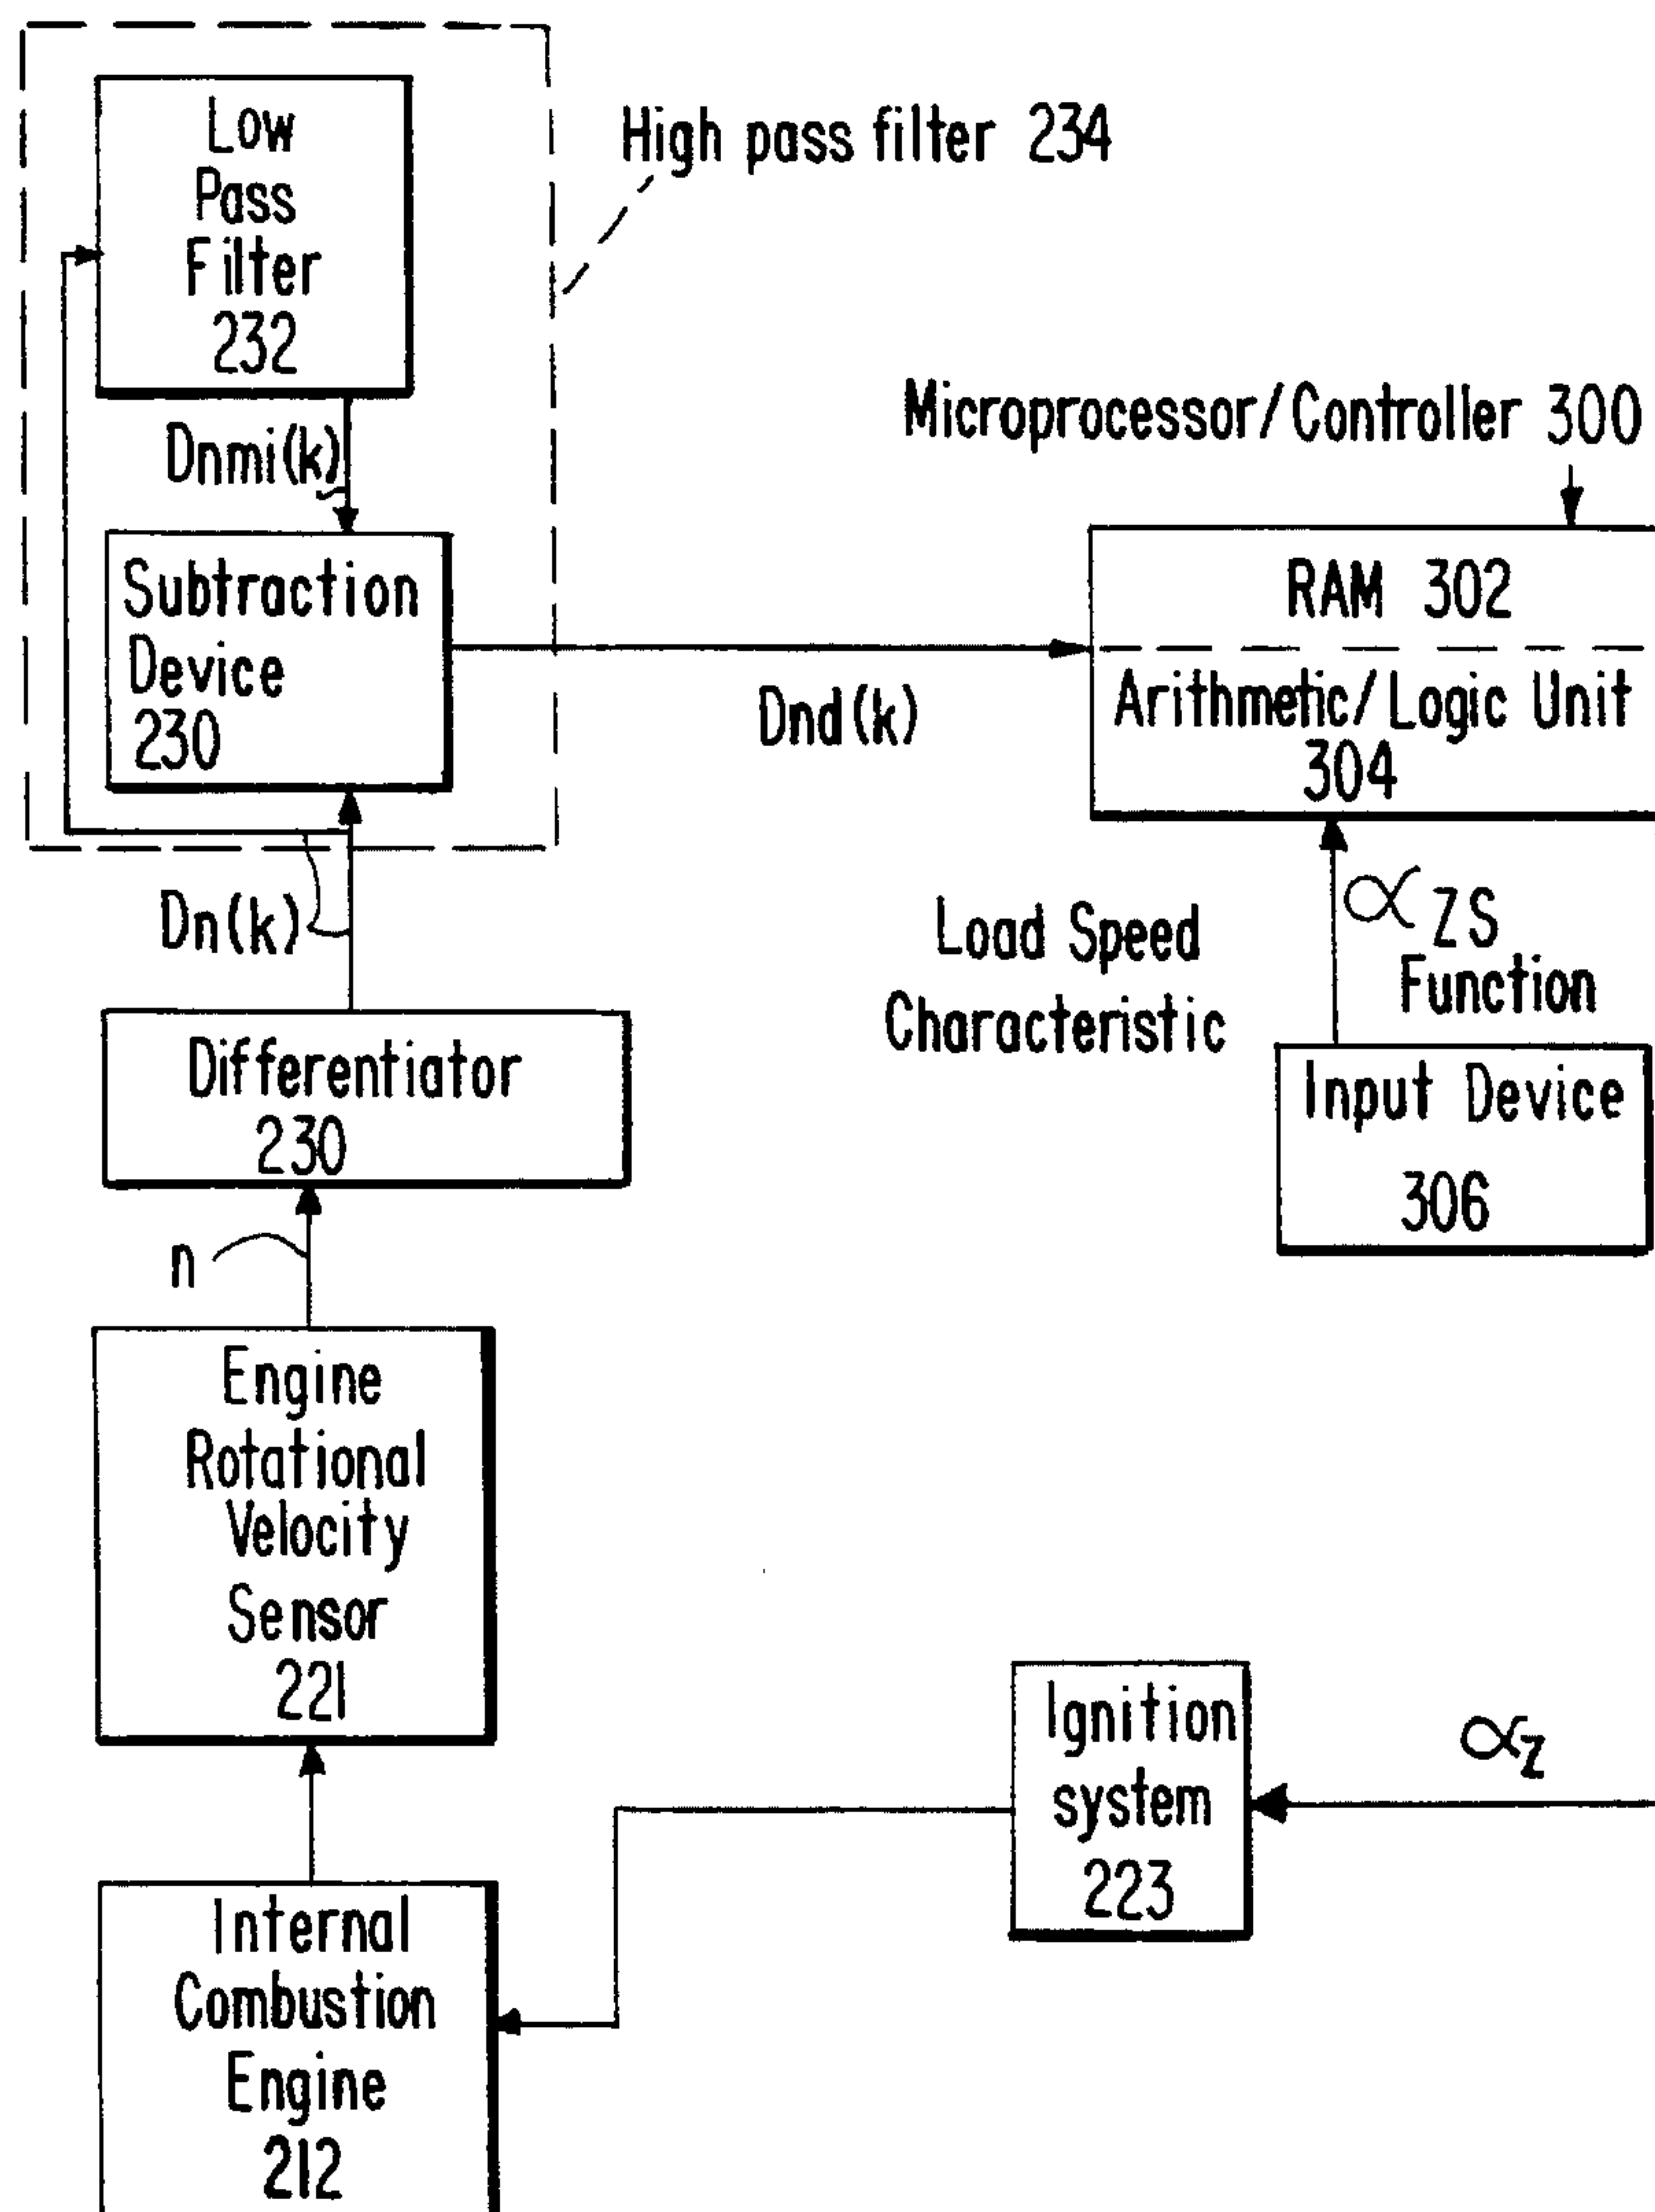 Low
Pass
Filter
232
High pass filter 234
Dnmi(k)
Microprocessor/Controller 300
Subtraction
Device
230
RAM 302
Arithmetic/Logic Unit
304
Dnd(k)
Dn(k)
Load Speed
Characteristic
∝ZS
Function
Differentiator
230
Input Device
306
n
Engine
Rotational
Velocity
Sensor
221
Ignition
system
223
∝Z
Internal
Combustion
Engine
212